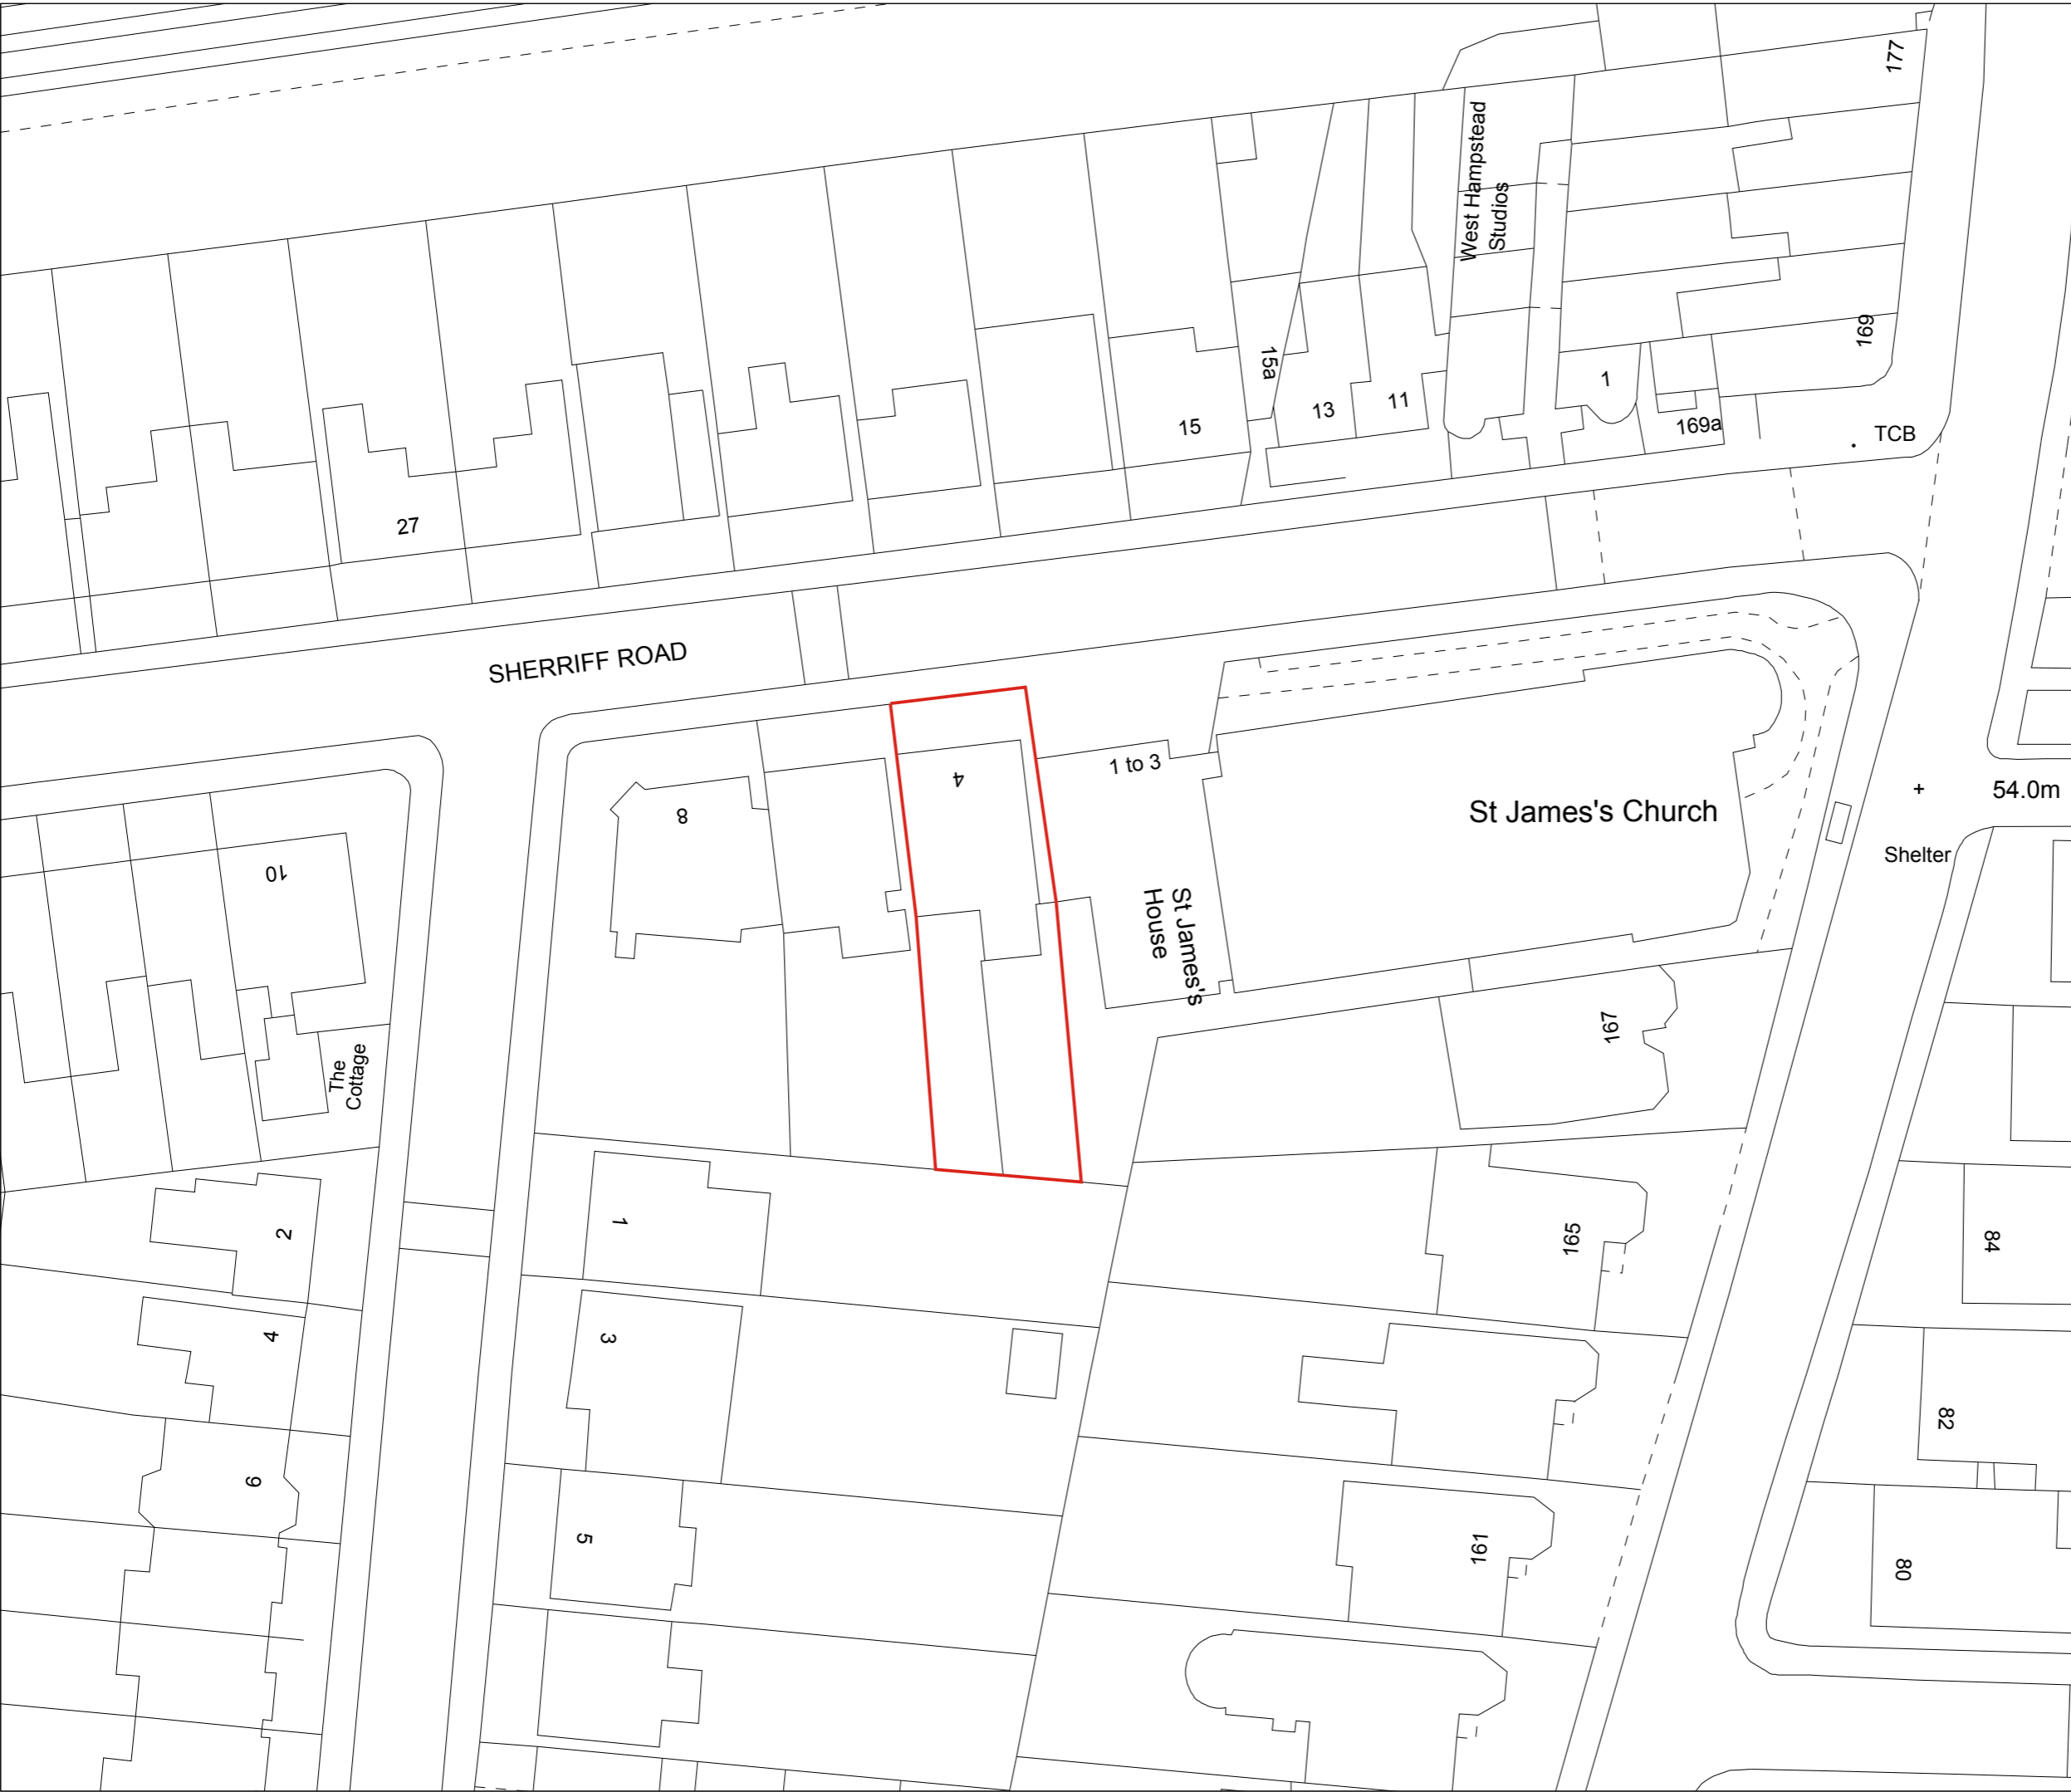 177
West Hampstead
Studios
169
15a
1
13
11
15
169a
TCB
27
SHERRIFF ROAD
1 to 3
4
54.0m
St James's Church
8
Shelter
10
St James's
House
167
The
Cottage
1
2
165
84
3
4
82
6
5
161
80